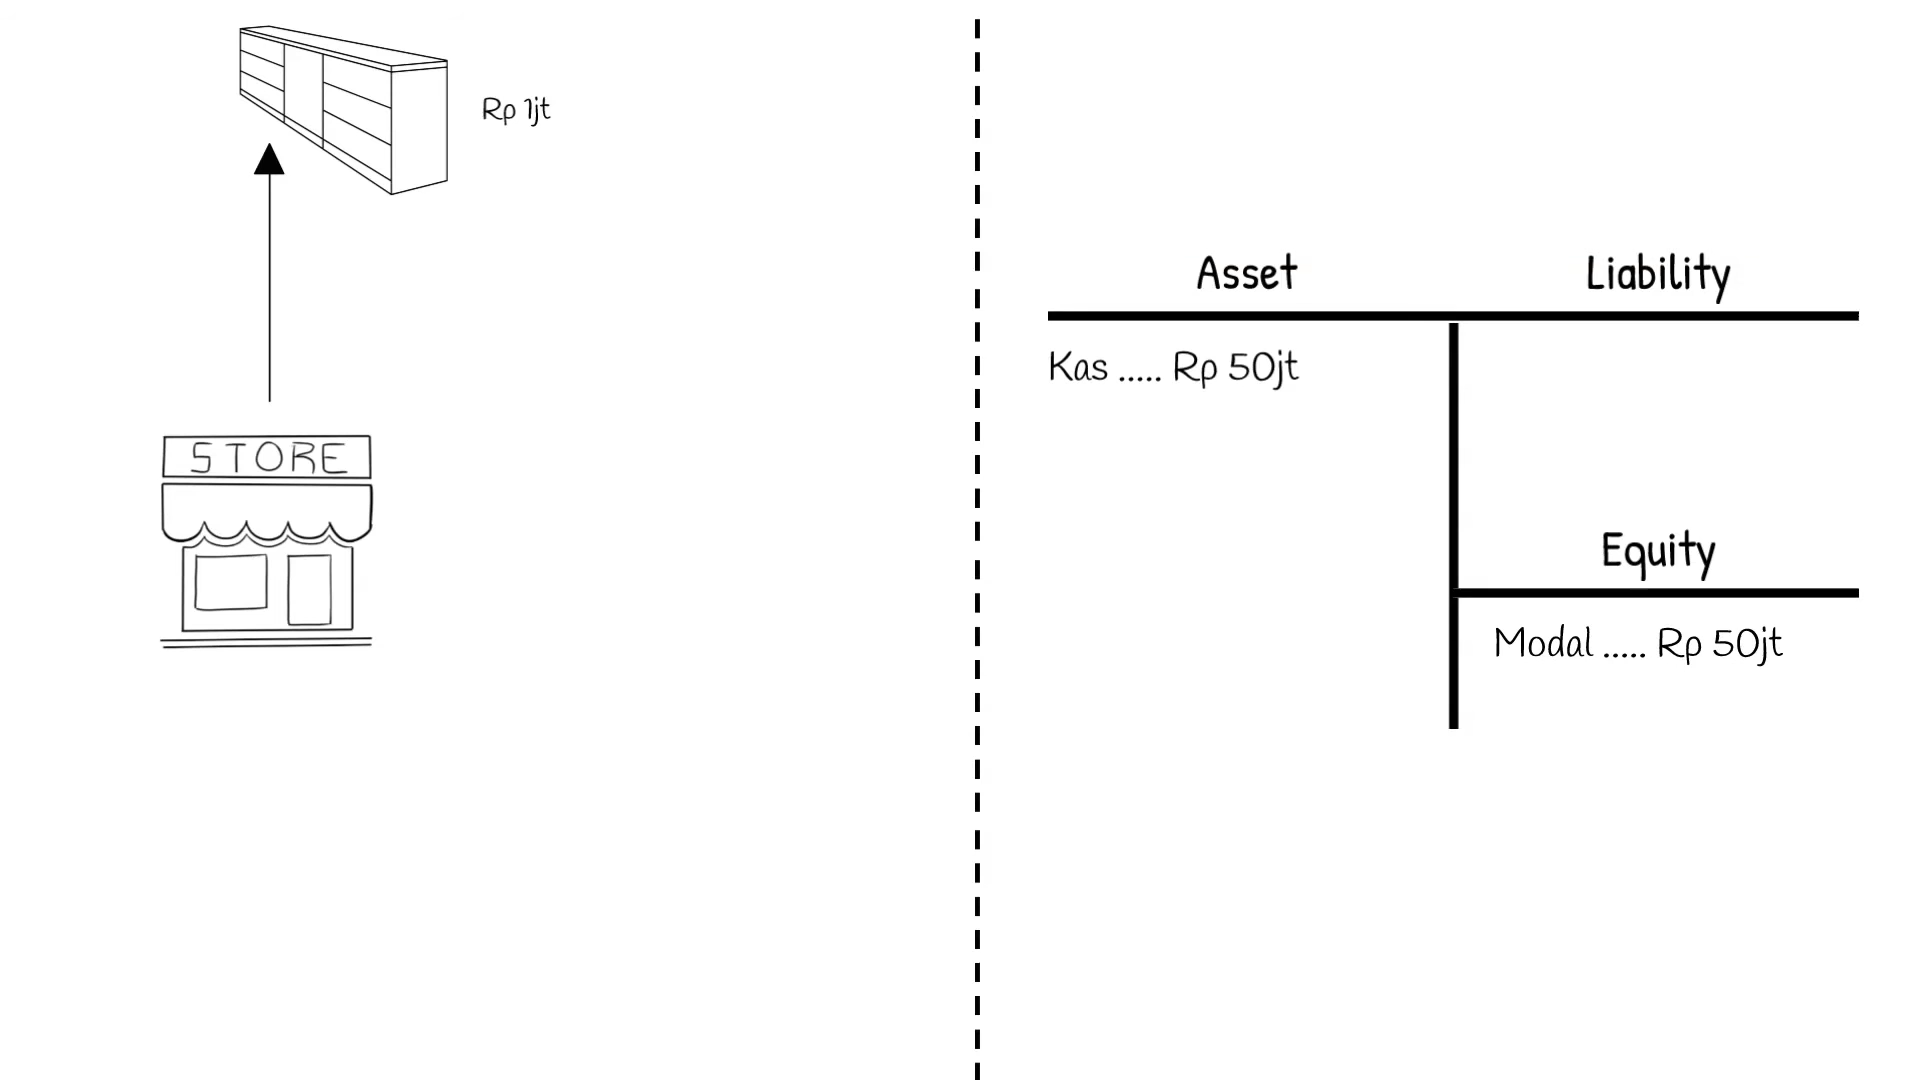 Rp 1jt
STORE
Asset
Liability
Kas ..... Rp 50jt
Equity
Modal ..... Rp 50jt